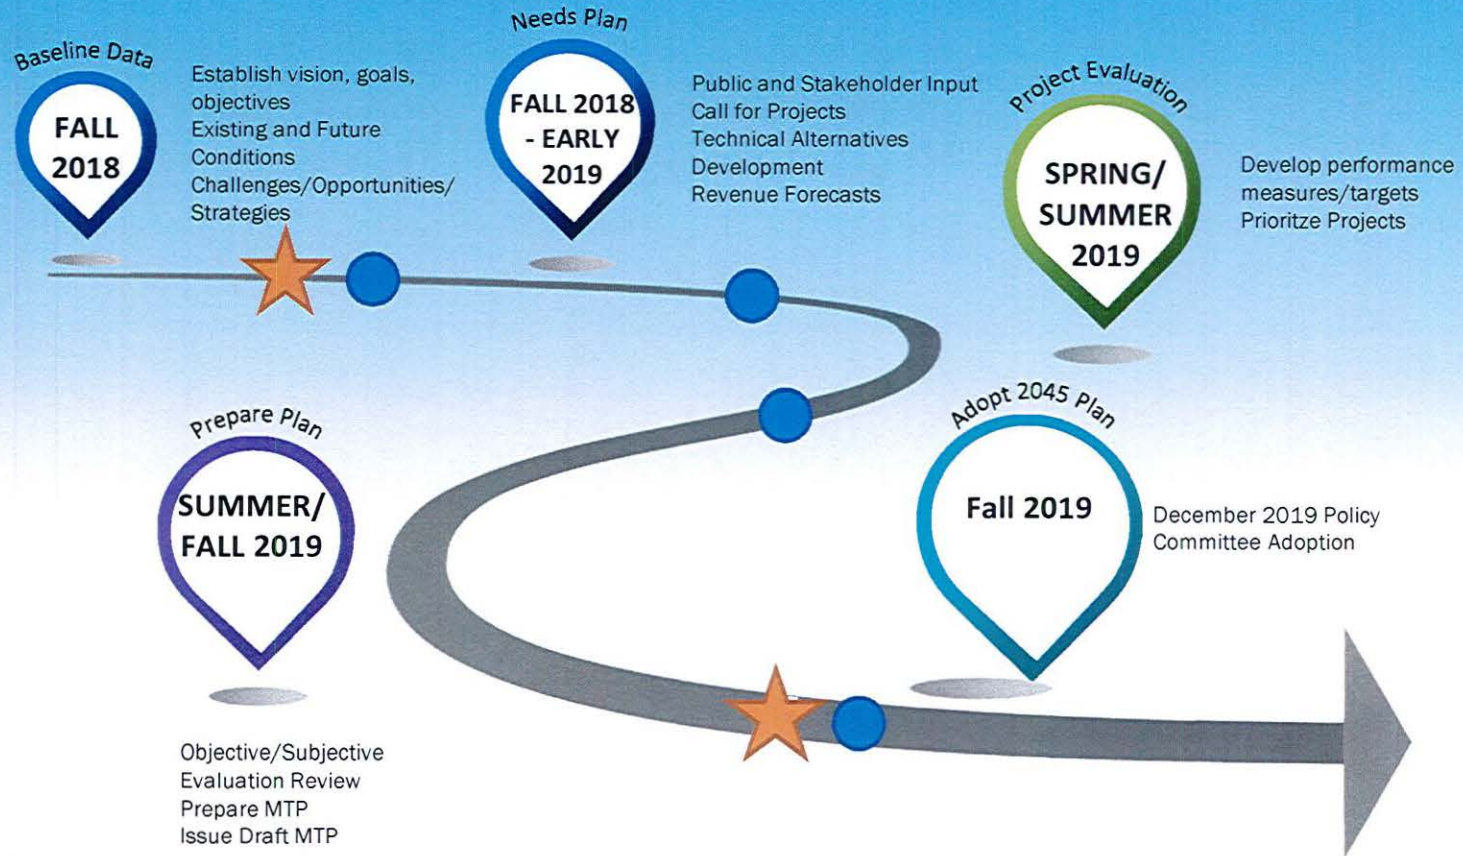 Baseline Data
FALL
2018
Establish vision, goals,
objectives
Existing and Future
Conditions
Challenges/Opportunities/
Strategies
Needs Plan
FALL 2018
- EARLY
2019
Public and Stakeholder Input
Call for Projects
Technical Alternatives
Development
Revenue Forecasts
Project Evaluation
SPRING/
SUMMER
2019
Develop performance
measures/targets
Prioritze Projects
Prepare Plan
SUMMER/
FALL 2019
Objective/Subjective
Evaluation Review
Prepare MTP
Issue Draft MTP
Adopt 2045 Plan
Fall 2019
December 2019 Policy
Committee Adoption